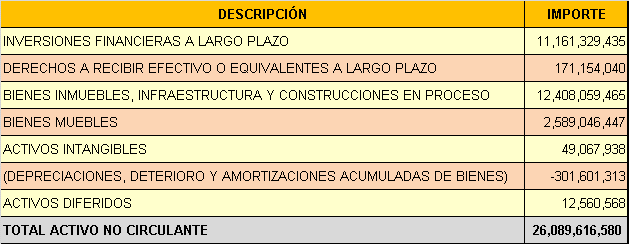 DESCRIPCIÓN IMPORTE
INVERSIONES FINANCIERAS A LARGO PLAZO 11,161,329,435
DERECHOS A RECIBIR EFECTIVO O EQUIVALENTES A LARGO PLAZO 171,154,040
BIENES INMUEBLES, INFRAESTRUCTURA Y CONSTRUCCIONES EN PROCESO 12,408,059,465
BIENES MUEBLES 2,589,046,447
ACTIVOS INTANGIBLES 49,067,938
(DEPRECIACIONES, DETERIORO Y AMORTIZACIONES ACUMULADAS DE BIENES) -301,601,313
ACTIVOS DIFERIDOS 12,560,568
TOTAL ACTIVO NO CIRCULANTE 26,089,616,580